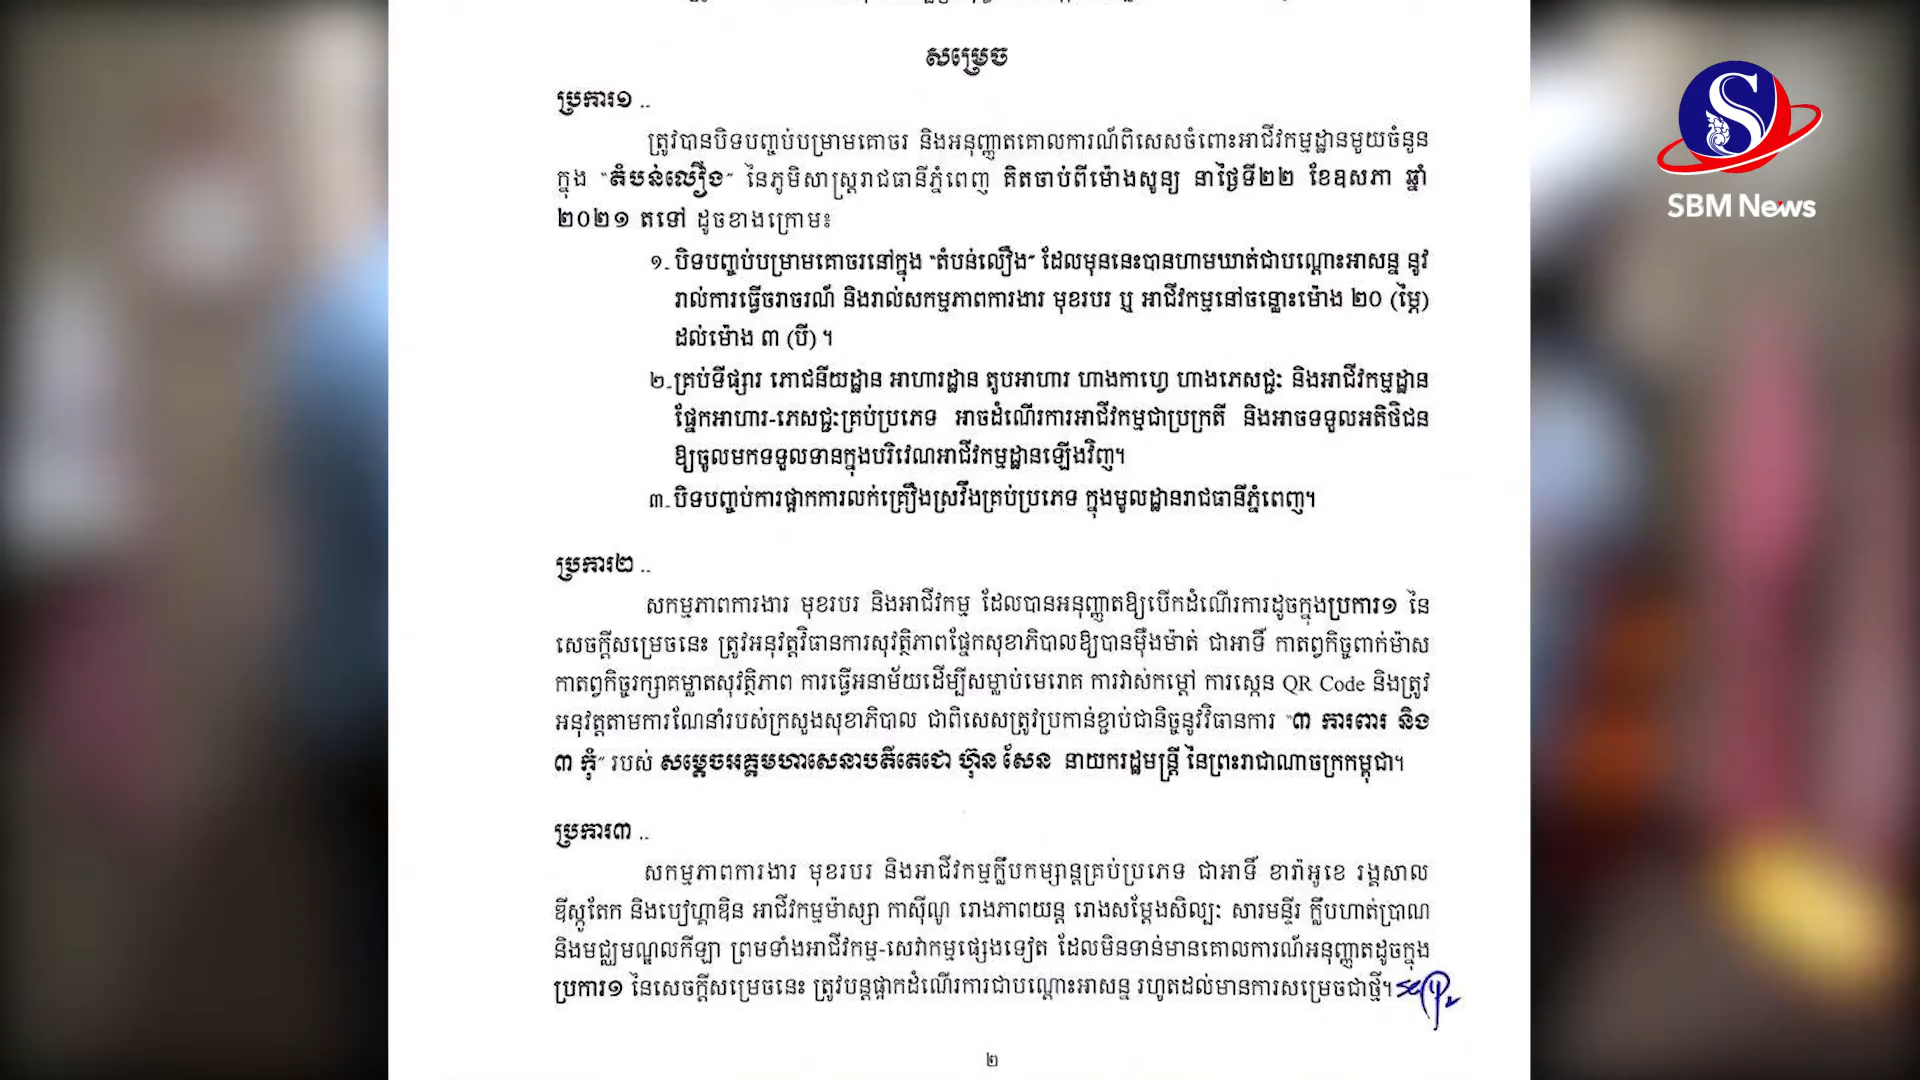 សម្រេច
ប្រការ១ ..
ត្រូវបានបិទបញ្ចប់បម្រាមគោចរ និងអនុញ្ញាតគោលការណ៍ពិសេសចំពោះអាជីវកម្មដ្ឋានមួយចំនួន
ក្នុង “តំបន់លឿង” នៃភូមិសាស្ត្ររាជធានីភ្នំពេញ គិតចាប់ពីម៉ោងសូន្យ នាថ្ងៃទី២២ ខែឧសភា ឆ្នាំ
២០២១ តទៅ ដូចខាងក្រោម៖
១. បិទបញ្ចប់បម្រាមគោចរនៅក្នុង “តំបន់លឿង” ដែលមុននេះបានហាមឃាត់ជាបណ្តោះអាសន្ន នូវ
រាល់ការធ្វើចរាចរណ៍ និងរាល់សកម្មភាពការងារ មុខរបរ ឬ អាជីវកម្មនៅចន្លោះម៉ោង ២០ (ម្ភៃ)
ដល់ម៉ោង ៣ (បី) ។
២. គ្រប់ទីផ្សារ ភោជនីយដ្ឋាន អាហារដ្ឋាន តូបអាហារ ហាងកាហ្វេ ហាងភេសជ្ជៈ និងអាជីវកម្មដ្ឋាន
ផ្នែកអាហារ-ភេសជ្ជៈគ្រប់ប្រភេទ អាចដំណើរការអាជីវកម្មជាប្រក្រតី និងអាចទទួលអតិថិជន
ឱ្យចូលមកទទួលទានក្នុងបរិវេណអាជីវកម្មដ្ឋានឡើងវិញ។
៣. បិទបញ្ចប់ការផ្អាកការលក់គ្រឿងស្រវឹងគ្រប់ប្រភេទ ក្នុងមូលដ្ឋានរាជធានីភ្នំពេញ។
ប្រការ២ ..
សកម្មភាពការងារ មុខរបរ និងអាជីវកម្ម ដែលបានអនុញ្ញាតឱ្យបើកដំណើរការដូចក្នុងប្រការ១ នៃ
សេចក្តីសម្រេចនេះ ត្រូវអនុវត្តវិធានការសុវត្ថិភាពផ្នែកសុខាភិបាលឱ្យបានម៉ឺងម៉ាត់ ជាអាទិ៍ កាតព្វកិច្ចពាក់ម៉ាស
កាតព្វកិច្ចរក្សាគម្លាតសុវត្ថិភាព ការធ្វើអនាម័យដើម្បីសម្លាប់មេរោគ ការវាស់កម្តៅ ការស្កេន QR Code និងត្រូវ
អនុវត្តតាមការណែនាំរបស់ក្រសួងសុខាភិបាល ជាពិសេសត្រូវប្រកាន់ខ្ជាប់ជានិច្ចនូវវិធានការ “៣ ការពារ និង
៣ កុំ” របស់ សម្តេចអគ្គមហាសេនាបតីតេជោ ហ៊ុន សែន នាយករដ្ឋមន្ត្រី នៃព្រះរាជាណាចក្រកម្ពុជា។
ប្រការ៣ ..
សកម្មភាពការងារ មុខរបរ និងអាជីវកម្មក្លឹបកម្សាន្តគ្រប់ប្រភេទ ជាអាទិ៍ ខារ៉ាអូខេ រង្គសាល
ឌីស្កូតែក និងបៀហ្គាឌិន អាជីវកម្មម៉ាស្សា កាស៊ីណូ រោងភាពយន្ត រោងសម្តែងសិល្បៈ សារមន្ទីរ ក្លឹបហាត់ប្រាណ
និងមជ្ឈមណ្ឌលកីឡា ព្រមទាំងអាជីវកម្ម-សេវាកម្មផ្សេងទៀត ដែលមិនទាន់មានគោលការណ៍អនុញ្ញាតដូចក្នុង
ប្រការ១ នៃសេចក្តីសម្រេចនេះ ត្រូវបន្តផ្អាកដំណើរការជាបណ្តោះអាសន្ន រហូតដល់មានការសម្រេចជាថ្មី។
២
SBM News